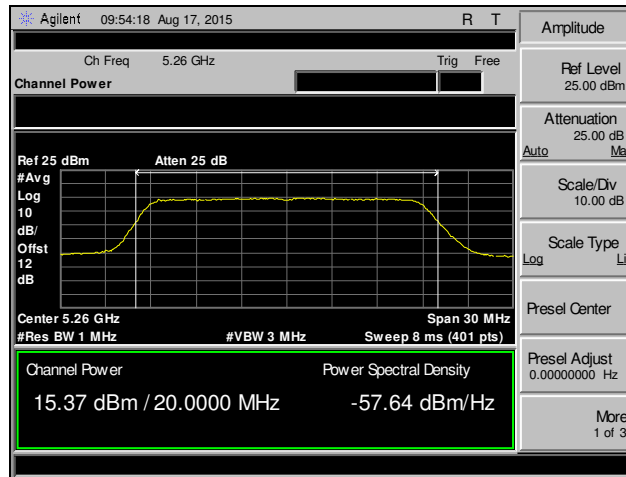 Agilent 09:54:18 Aug 17, 2015 R T
Ch Freq 5.26 GHz Trig Free
Channel Power
Ref 25 dBm Atten 25 dB
#Avg
Log
10
dB/
Offst
12
dB
Center 5.26 GHz Span 30 MHz
#Res BW 1 MHz #VBW 3 MHz Sweep 8 ms (401 pts)
Channel Power Power Spectral Density
15.37 dBm / 20.0000 MHz -57.64 dBm/Hz
Amplitude
Ref Level
25.00 dBm
Attenuation
25.00 dB
Auto Ma
Scale/Div
10.00 dB
Scale Type
Log Li
Presel Center
Presel Adjust
0.00000000 Hz
More
1 of 3